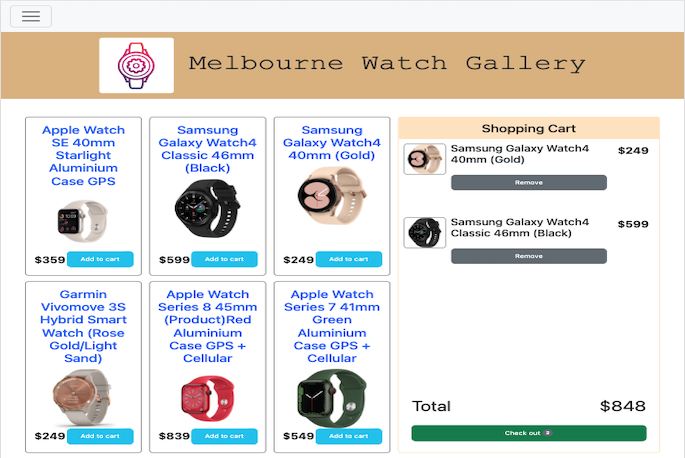 Melbourne Watch Gallery
Apple Watch
SE 40mm
Starlight
Aluminium
Case GPS
$359 Add to cart
Samsung
Galaxy Watch4
Classic 46mm
(Black)
$599 Add to cart
Samsung
Galaxy Watch4
40mm (Gold)
$249 Add to cart
Garmin
Vivomove 3S
Hybrid Smart
Watch (Rose
Gold/Light
Sand)
$249 Add to cart
Apple Watch
Series 8 45mm
(Product)Red
Aluminium
Case GPS +
Cellular
$839 Add to cart
Apple Watch
Series 7 41mm
Green
Aluminium
Case GPS +
Cellular
$549 Add to cart
Shopping Cart
Samsung Galaxy Watch4 $249
40mm (Gold)
Remove
Samsung Galaxy Watch4 $599
Classic 46mm (Black)
Remove
Total $848
Check out 2